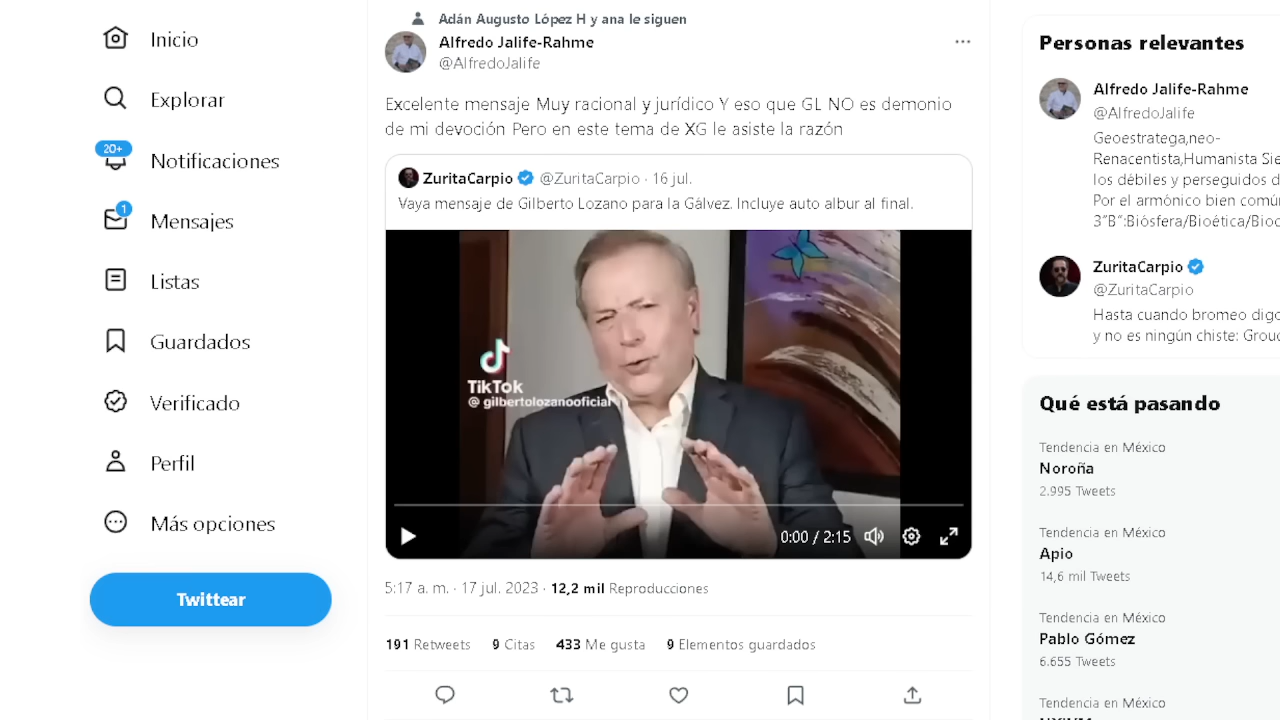 Inicio
Explorar
20+
Notificaciones
1
Mensajes
Listas
Guardados
Verificado
Perfil
Más opciones
Twittear
Adán Augusto López H y ana le siguen
Alfredo Jalife-Rahme
@AlfredoJalife
Excelente mensaje Muy racional y jurídico Y eso que GL NO es demonio
de mi devoción Pero en este tema de XG le asiste la razón
ZuritaCarpio @ZuritaCarpio · 16 jul.
Vaya mensaje de Gilberto Lozano para la Gálvez. Incluye auto albur al final.
TikTok
@ gilbertolozanooficial
0:00 / 2:15
5:17 a. m. · 17 jul. 2023 · 12,2 mil Reproducciones
191 Retweets 9 Citas 433 Me gusta 9 Elementos guardados
Personas relevantes
Alfredo Jalife-Rahme
@AlfredoJalife
Geoestratega,neo-
Renacentista,Humanista Sie
los débiles y perseguidos d
Por el armónico bien comú
3"B":Biósfera/Bioética/Bioc
ZuritaCarpio
@ZuritaCarpio
Hasta cuando bromeo digo
y no es ningún chiste: Grou
Qué está pasando
Tendencia en México
Noroña
2.995 Tweets
Tendencia en México
Apio
14,6 mil Tweets
Tendencia en México
Pablo Gómez
6.655 Tweets
Tendencia en México